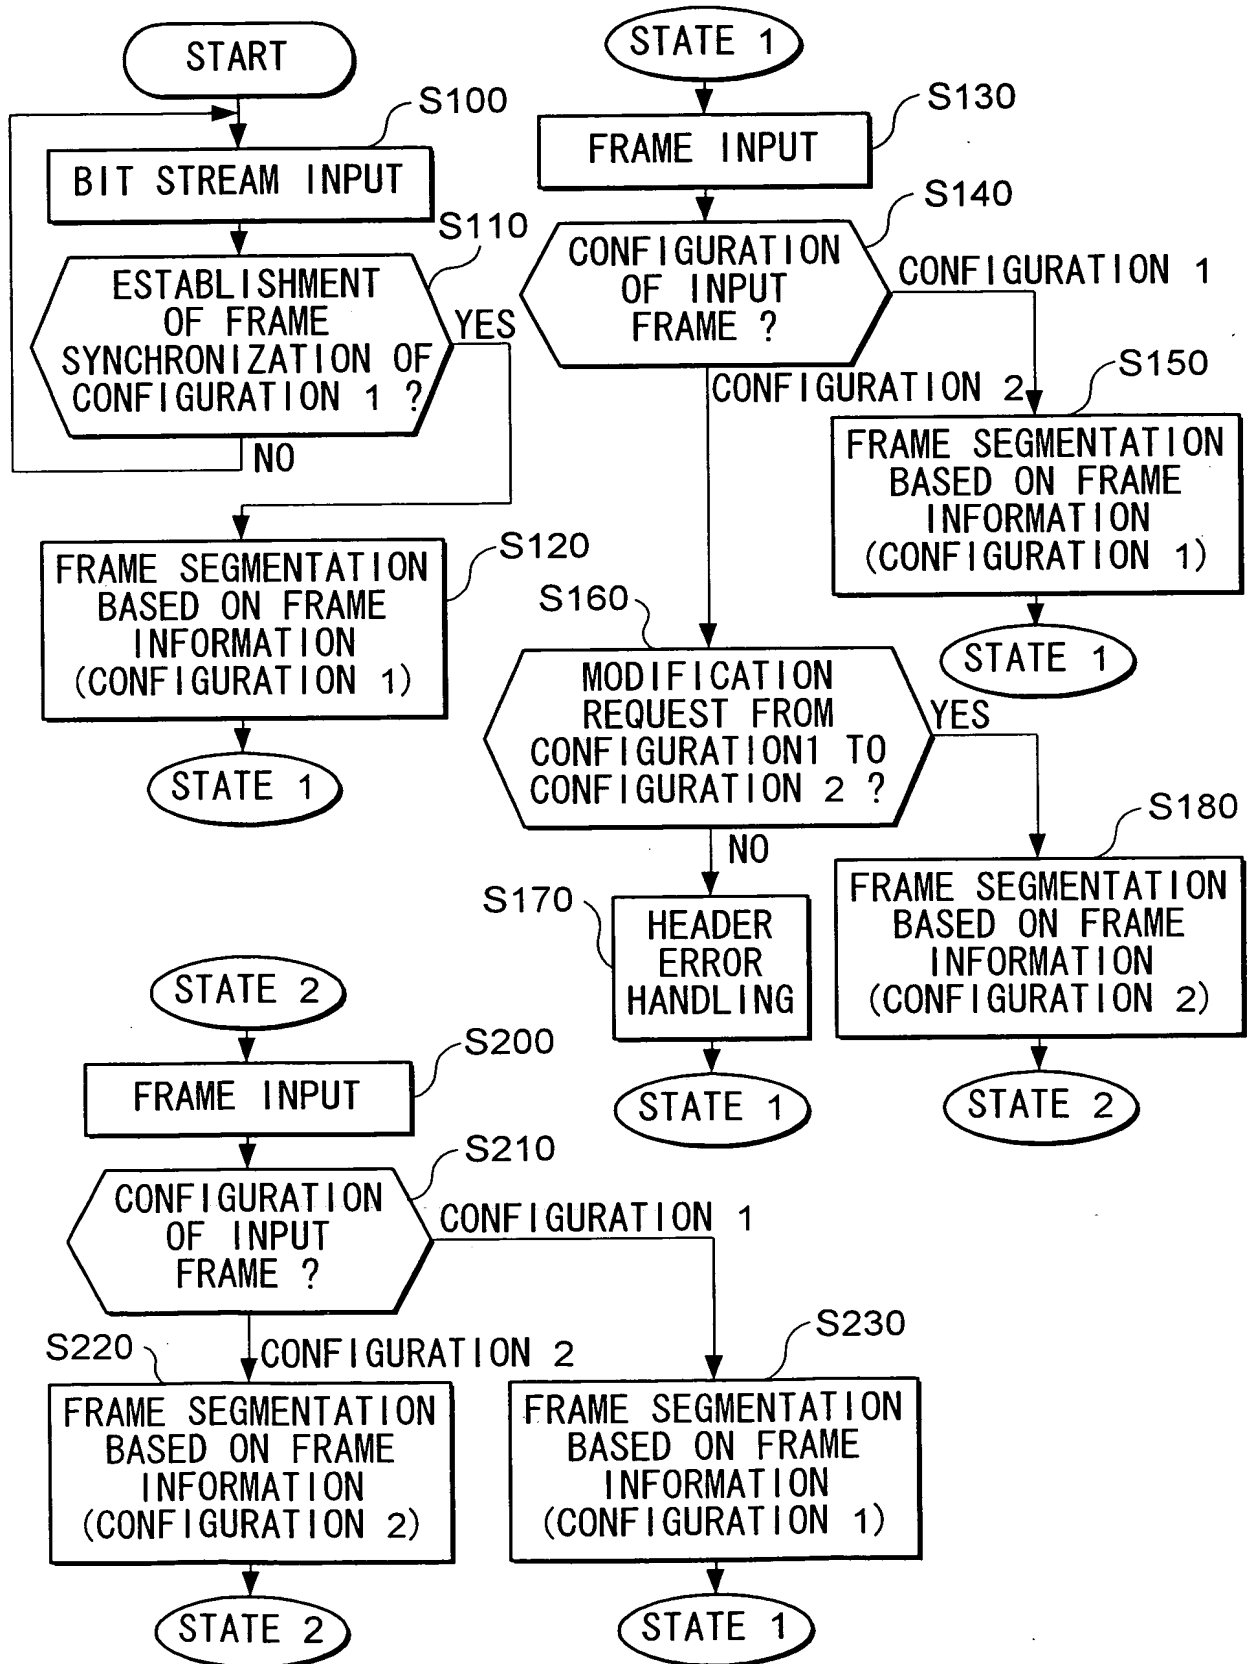 START
S100
BIT STREAM INPUT
S110
ESTABLISHMENT
OF FRAME
SYNCHRONIZATION OF
CONFIGURATION 1 ?
YES
NO
S120
FRAME SEGMENTATION
BASED ON FRAME
INFORMATION
(CONFIGURATION 1)
STATE 1
STATE 1
S130
FRAME INPUT
S140
CONFIGURATION
OF INPUT
FRAME ?
CONFIGURATION 1
CONFIGURATION 2
S150
FRAME SEGMENTATION
BASED ON FRAME
INFORMATION
(CONFIGURATION 1)
STATE 1
S160
MODIFICATION
REQUEST FROM
CONFIGURATION1 TO
CONFIGURATION 2 ?
YES
NO
S170
HEADER
ERROR
HANDLING
STATE 1
S180
FRAME SEGMENTATION
BASED ON FRAME
INFORMATION
(CONFIGURATION 2)
STATE 2
STATE 2
S200
FRAME INPUT
S210
CONFIGURATION
OF INPUT
FRAME ?
CONFIGURATION 1
CONFIGURATION 2
S220
FRAME SEGMENTATION
BASED ON FRAME
INFORMATION
(CONFIGURATION 2)
STATE 2
S230
FRAME SEGMENTATION
BASED ON FRAME
INFORMATION
(CONFIGURATION 1)
STATE 1